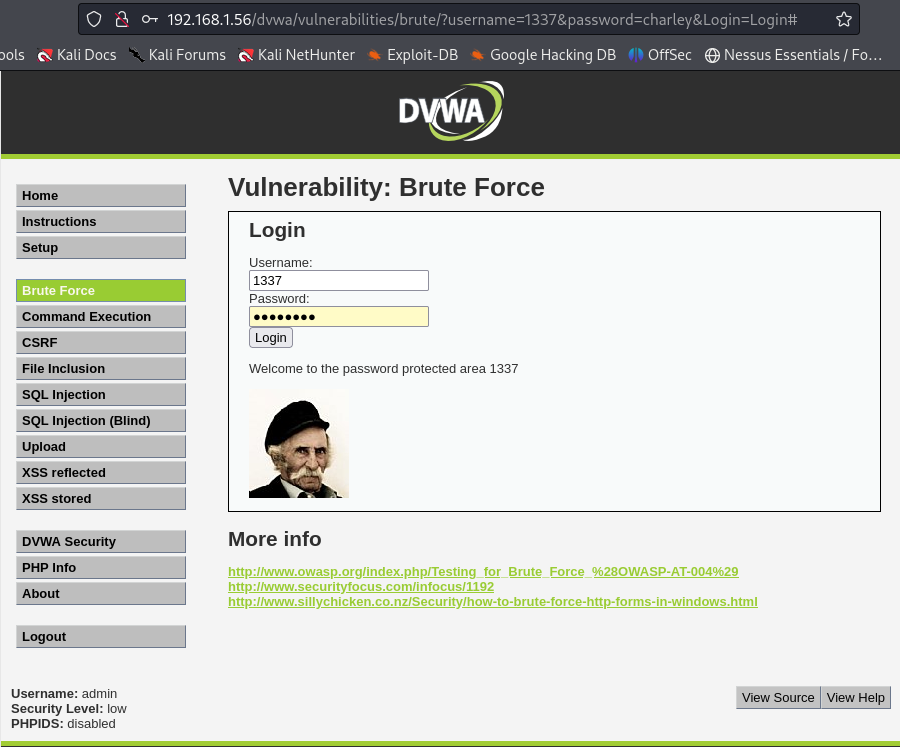 192.168.1.56/dvwa/vulnerabilities/brute/?username=1337&password=charley&Login=Login#
ools Kali Docs Kali Forums Kali NetHunter Exploit-DB Google Hacking DB OffSec Nessus Essentials / Fo...
DVWA
Vulnerability: Brute Force
Home
Instructions
Setup
Brute Force
Command Execution
CSRF
File Inclusion
SQL Injection
SQL Injection (Blind)
Upload
XSS reflected
XSS stored
DVWA Security
PHP Info
About
Logout
Login
Username:
1337
Password:
●●●●●●●●
Login
Welcome to the password protected area 1337
More info
http://www.owasp.org/index.php/Testing_for_Brute_Force_%28OWASP-AT-004%29
http://www.securityfocus.com/infocus/1192
http://www.sillychicken.co.nz/Security/how-to-brute-force-http-forms-in-windows.html
Username: admin
Security Level: low
PHPIDS: disabled
View Source View Help